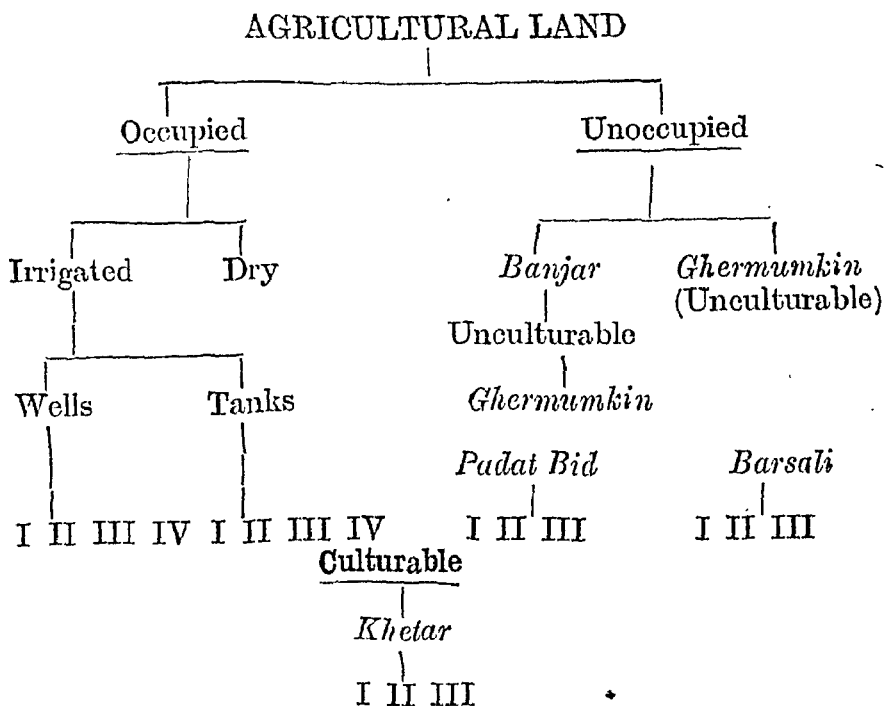 AGRICULTURAL LAND
Occupied Unoccupied
Irrigated Dry Banjar Ghermumkin
(Unculturable)
Unculturable
Wells Tanks Ghermumkin
Padat Bid Barsali
I II III IV I II III IV I II III I II III
Culturable
Khetar
I II III